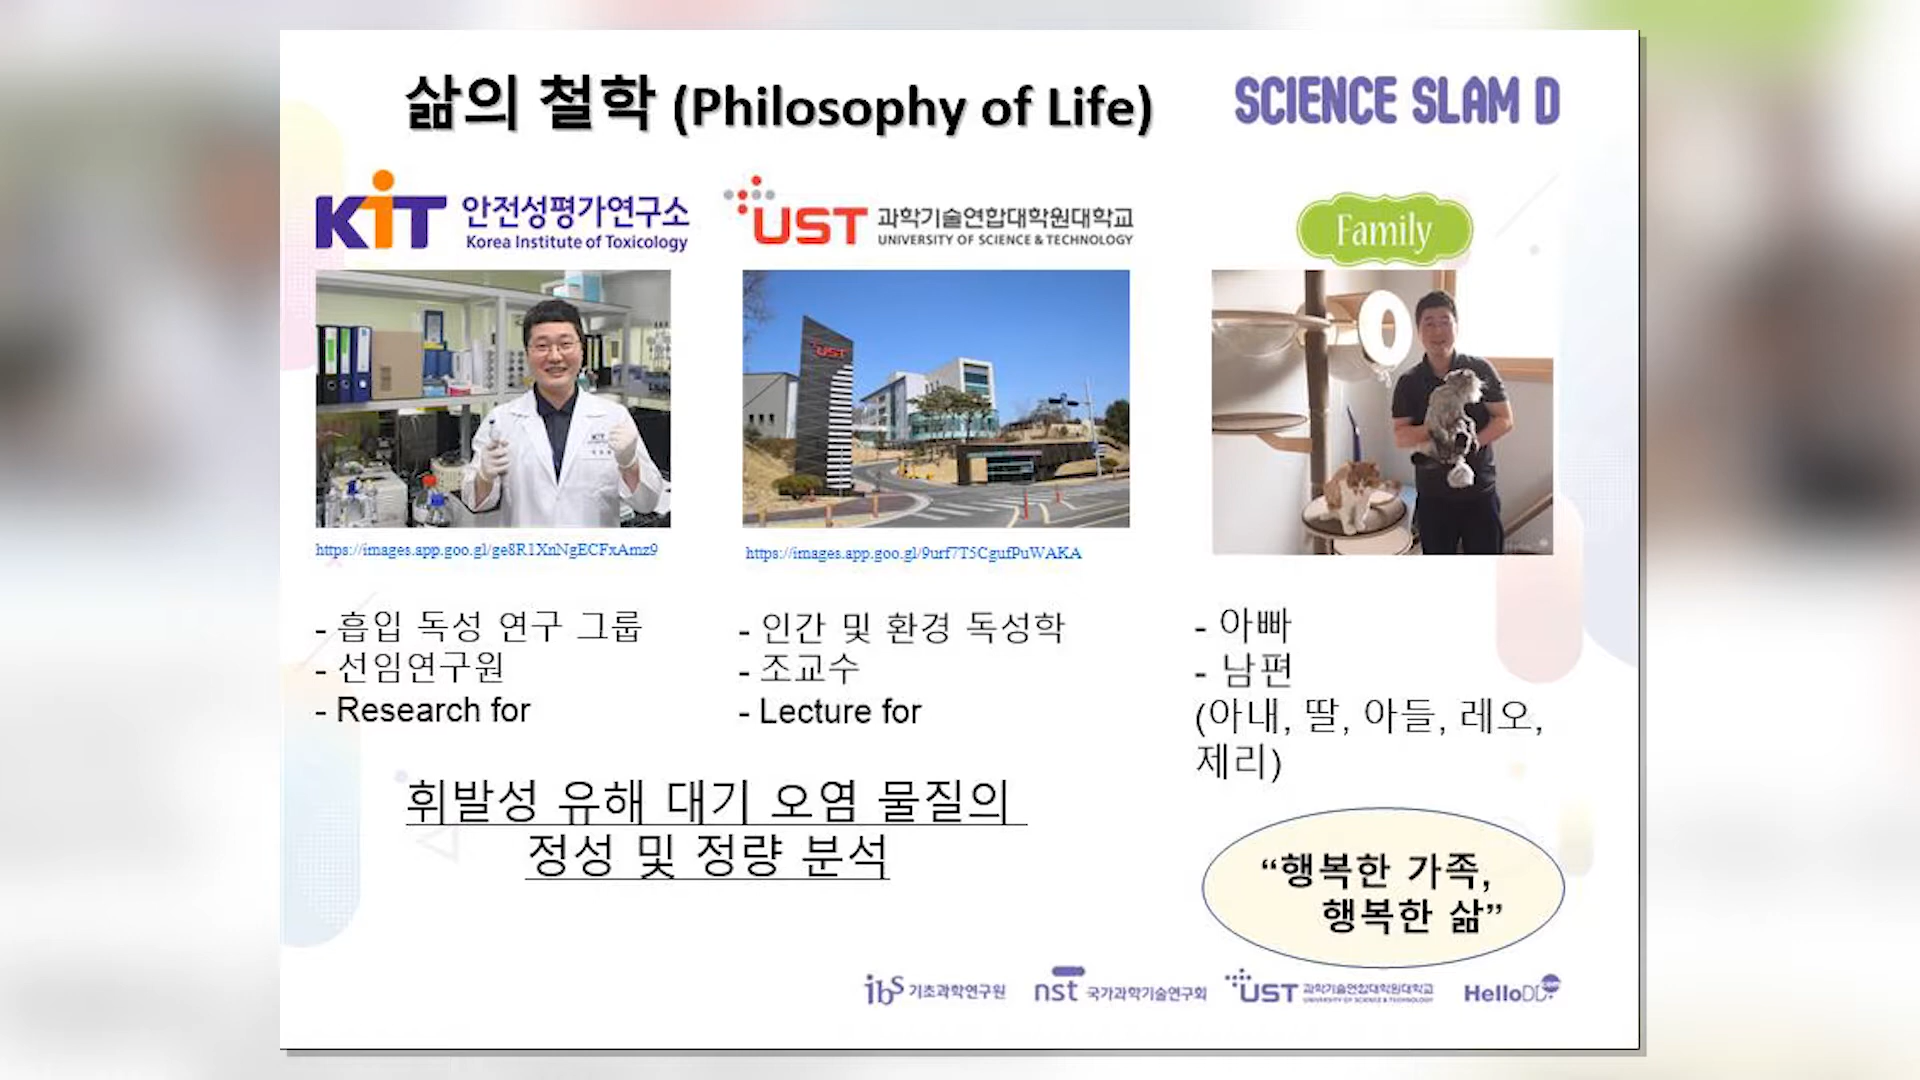 삶의 철학 (Philosophy of Life)
SCIENCE SLAM D
KIT 안전성평가연구소
Korea Institute of Toxicology
UST 과학기술연합대학원대학교
UNIVERSITY OF SCIENCE & TECHNOLOGY
Family
KIT
UST
https://images.app.goo.gl/ge8R1XnNgECFxAmz9
https://images.app.goo.gl/9urf7T5CgufPuWAKA
- 흡입 독성 연구 그룹
- 선임연구원
- Research for
- 인간 및 환경 독성학
- 조교수
- Lecture for
휘발성 유해 대기 오염 물질의
정성 및 정량 분석
- 아빠
- 남편
(아내, 딸, 아들, 레오,
제리)
“행복한 가족,
행복한 삶”
ibs 기초과학연구원
nst 국가과학기술연구회
UST 과학기술연합대학원대학교
UNIVERSITY OF SCIENCE & TECHNOLOGY
HelloDD.com